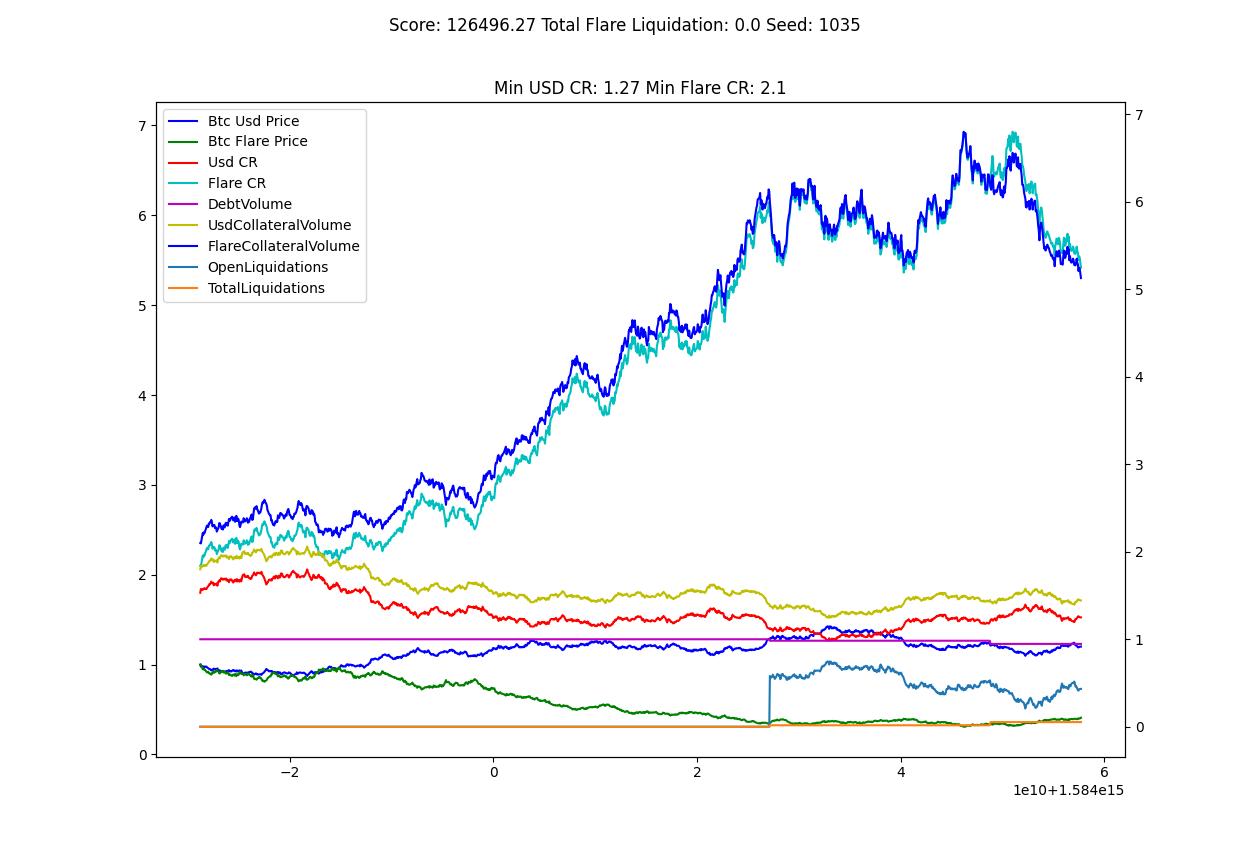 Score: 126496.27 Total Flare Liquidation: 0.0 Seed: 1035
Min USD CR: 1.27 Min Flare CR: 2.1
Btc Usd Price
Btc Flare Price
Usd CR
Flare CR
DebtVolume
UsdCollateralVolume
FlareCollateralVolume
OpenLiquidations
TotalLiquidations
7
6
5
4
3
2
1
0
7
6
5
4
3
2
1
0
−2
0
2
4
6
1e10+1.584e15